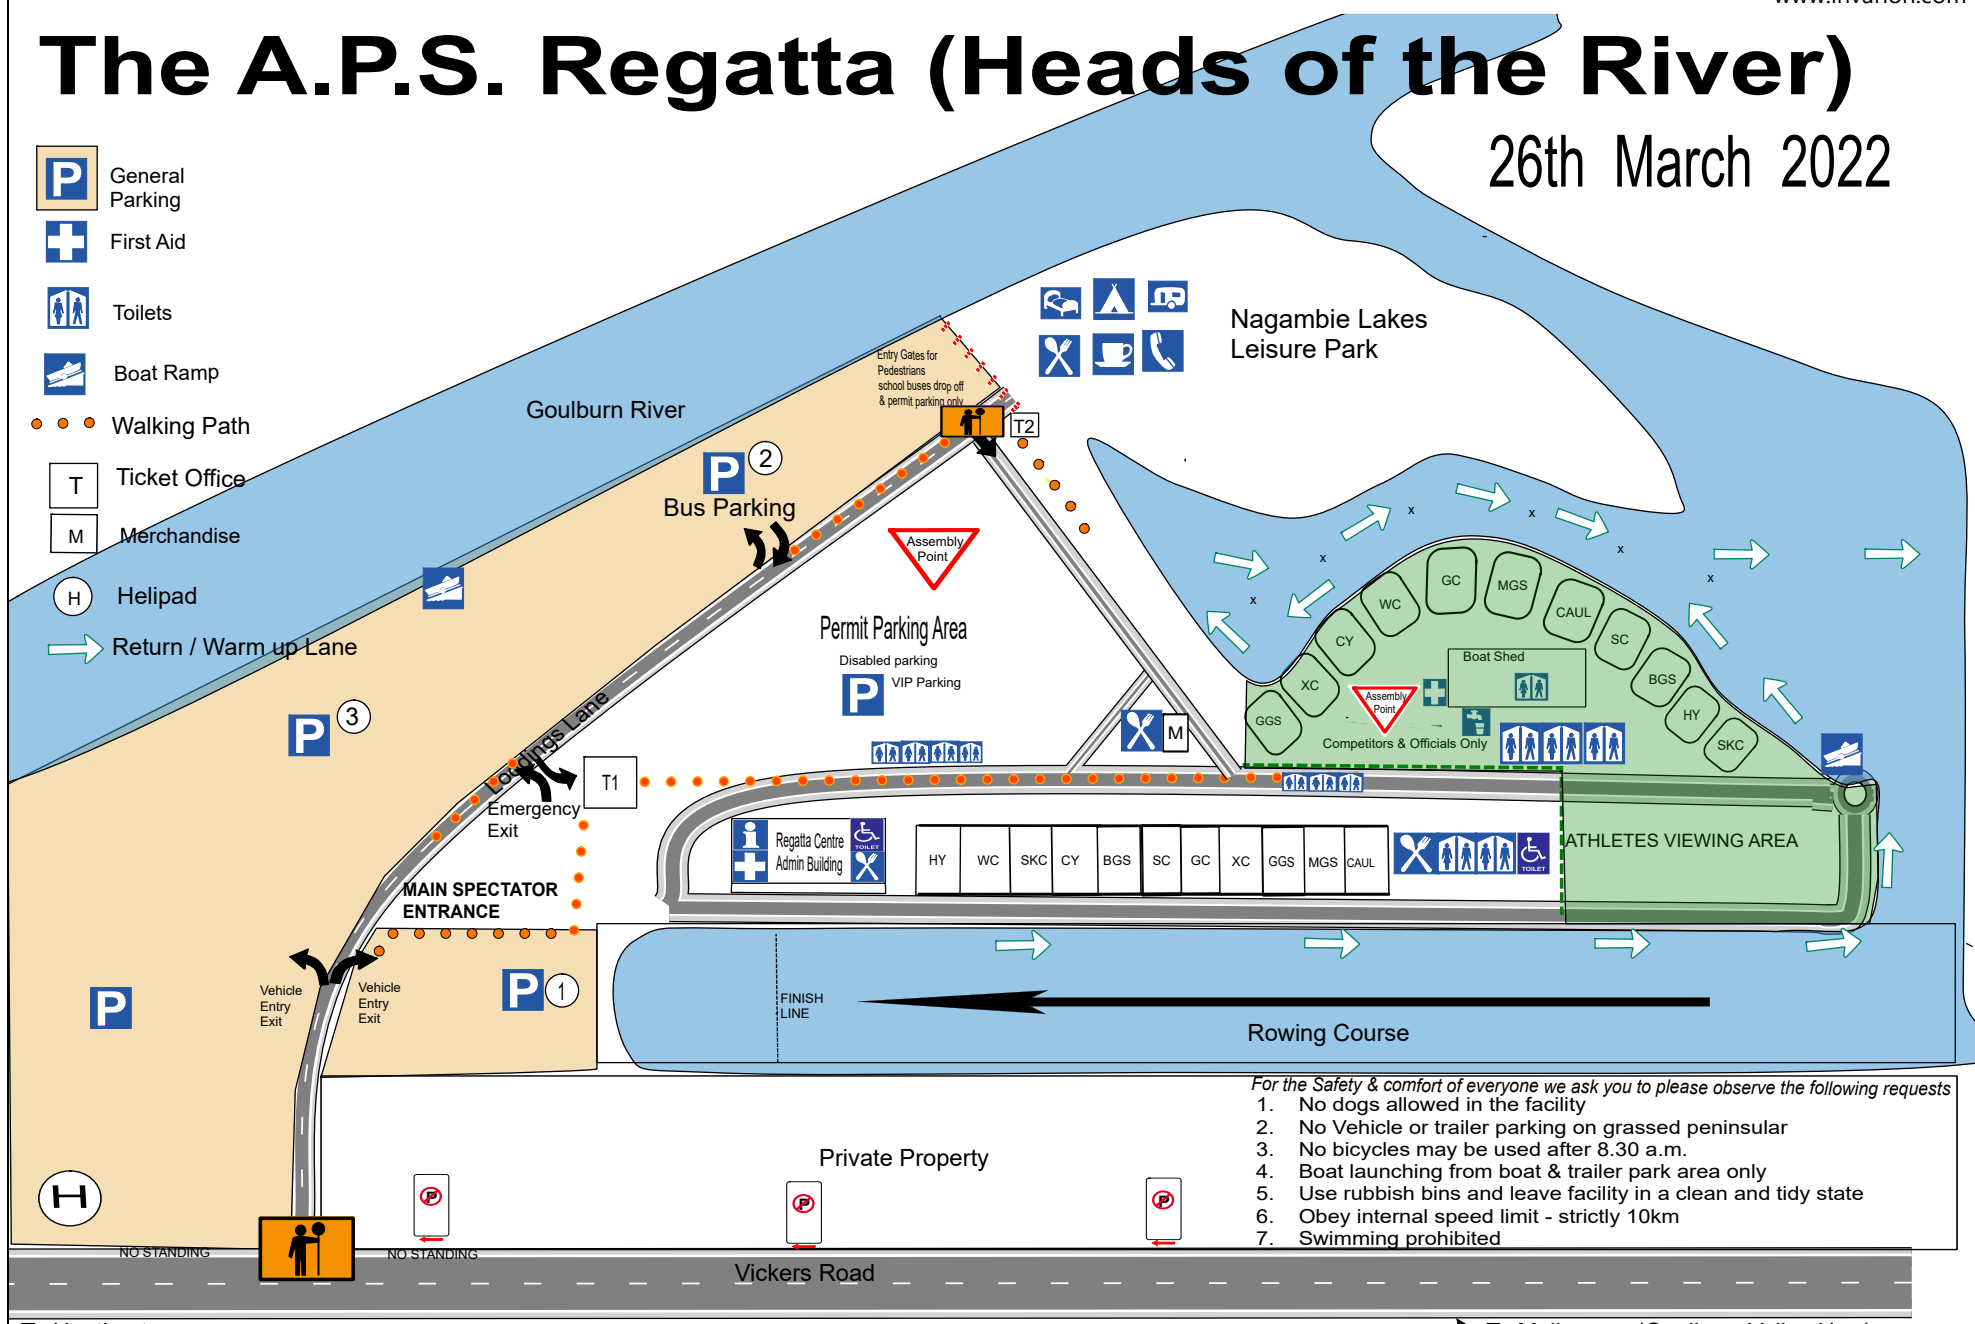 The A.P.S. Regatta (Heads of the River)
26th March 2022
P
General
Parking
First Aid
Toilets
Boat Ramp
Walking Path
T
Ticket Office
M
Merchandise
H
Helipad
Return / Warm up Lane
Goulburn River
Entry Gates for
Pedestrians
school buses drop off
& permit parking only
T2
Nagambie Lakes
Leisure Park
P
2
Bus Parking
Assembly
Point
Permit Parking Area
Disabled parking
P
VIP Parking
P
3
Loddings Lane
Emergency
Exit
T1
M
x
x
x
x
x
x
x
GGS
XC
CY
WC
GC
MGS
CAUL
SC
BGS
HY
SKC
Boat Shed
Assembly
Point
Competitors & Officials Only
ATHLETES VIEWING AREA
i
Regatta Centre
Admin Building
TOILET
HY
WC
SKC
CY
BGS
SC
GC
XC
GGS
MGS
CAUL
TOILET
MAIN SPECTATOR
ENTRANCE
Vehicle
Entry
Exit
Vehicle
Entry
Exit
P
P
1
FINISH
LINE
Rowing Course
For the Safety & comfort of everyone we ask you to please observe the following requests
1. No dogs allowed in the facility
2. No Vehicle or trailer parking on grassed peninsular
3. No bicycles may be used after 8.30 a.m.
4. Boat launching from boat & trailer park area only
5. Use rubbish bins and leave facility in a clean and tidy state
6. Obey internal speed limit - strictly 10km
7. Swimming prohibited
Private Property
H
P
P
P
NO STANDING
NO STANDING
Vickers Road